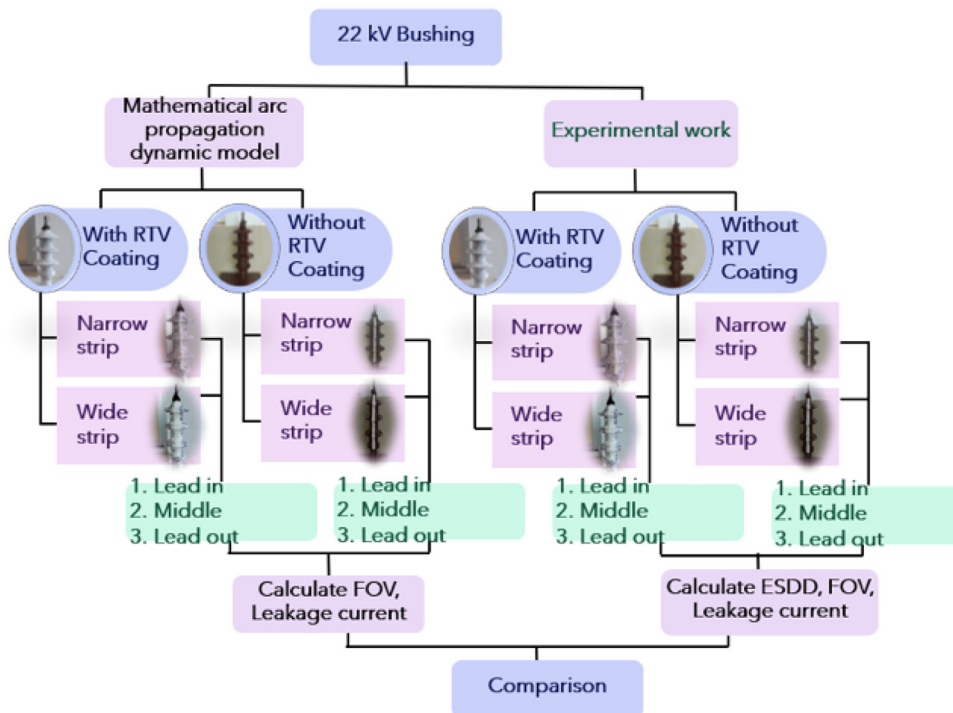 22 kV Bushing
Mathematical arc
propagation
dynamic model
Experimental work
With RTV
Coating
Without
RTV
Coating
With RTV
Coating
Without
RTV
Coating
Narrow
strip
Narrow
strip
Narrow
strip
Narrow
strip
Wide
strip
Wide
strip
Wide
strip
Wide
strip
1. Lead in
2. Middle
3. Lead out
1. Lead in
2. Middle
3. Lead out
1. Lead in
2. Middle
3. Lead out
1. Lead in
2. Middle
3. Lead out
Calculate FOV,
Leakage current
Calculate ESDD, FOV,
Leakage current
Comparison